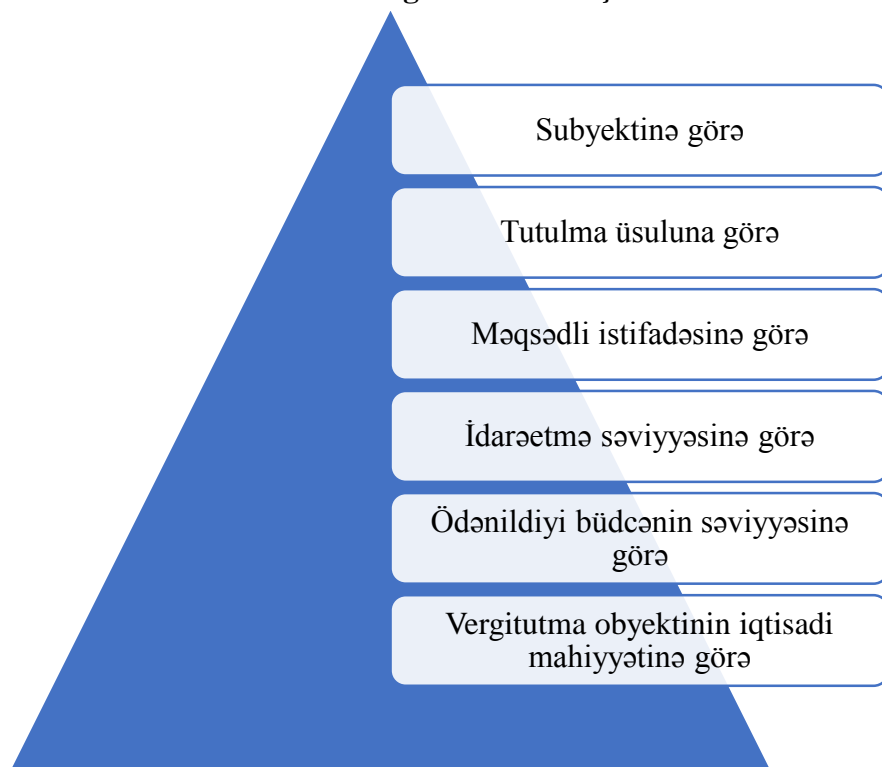 Subyektinə görə
Tutulma üsuluna görə
Məqsədli istifadəsinə görə
İdarəetmə səviyyəsinə görə
Ödənildiyi büdcənin səviyyəsinə
görə
Vergitutma obyektinin iqtisadi
mahiyyətinə görə